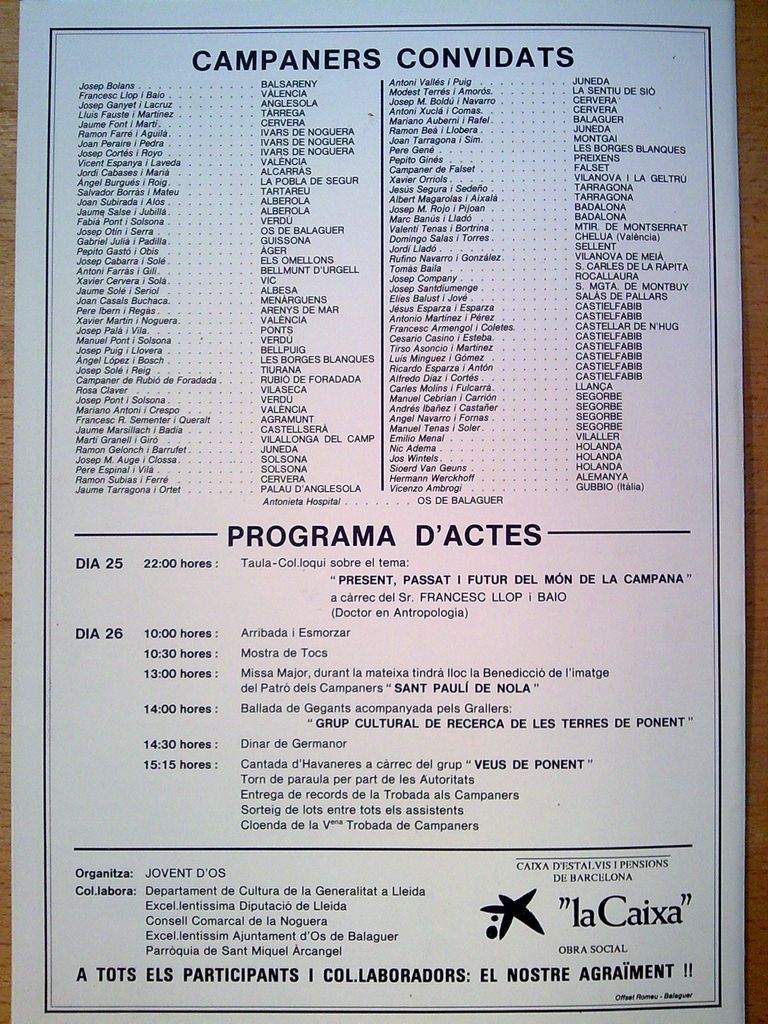 CAMPANERS CONVIDATS
Josep Bolans . . . . . . . . . . . . BALSARENY
Francesc Llop i Baio . . . . . . . . . . VALENCIA
Josep Ganyet i Lacruz . . . . . . . . . . ANGLESOLA
Lluís Fauste i Martínez . . . . . . . . . TÀRREGA
Jaume Font i Martí. . . . . . . . . . . CERVERA
Ramon Farré i Aguilà. . . . . . . . . . IVARS DE NOGUERA
Joan Peraire i Pedra . . . . . . . . . . IVARS DE NOGUERA
Josep Cortés i Royo . . . . . . . . . . IVARS DE NOGUERA
Vicent Espanya i Laveda . . . . . . . . VALÈNCIA
Jordi Cabases i Marià . . . . . . . . . ALCARRÀS
Àngel Burgués i Roig. . . . . . . . . . LA POBLA DE SEGUR
Salvador Borràs i Mateu . . . . . . . . TARTAREU
Joan Subirada i Alós . . . . . . . . . . ALBEROLA
Jaume Salse i Jubillà . . . . . . . . . . ALBEROLA
Fabià Pont i Solsona . . . . . . . . . . VERDÚ
Josep Otín i Serra . . . . . . . . . . . OS DE BALAGUER
Gabriel Julià i Padilla. . . . . . . . . . GUISSONA
Pepito Gastó i Obis . . . . . . . . . . ÀGER
Josep Cabarra i Solé . . . . . . . . . . ELS OMELLONS
Antoni Farràs i Gili. . . . . . . . . . . BELLMUNT D'URGELL
Xavier Cervera i Solà . . . . . . . . . . VIC
Jaume Solé i Seriol . . . . . . . . . . ALBESA
Joan Casals Buchaca. . . . . . . . . . MENÀRGUENS
Pere Ibern i Regàs. . . . . . . . . . . ARENYS DE MAR
Xavier Martín i Noguera. . . . . . . . . VALÈNCIA
Josep Palà i Vila. . . . . . . . . . . . PONTS
Manuel Pont i Solsona . . . . . . . . . VERDÚ
Josep Puig i Llovera . . . . . . . . . . BELLPUIG
Àngel López i Bosch . . . . . . . . . . LES BORGES BLANQUES
Josep Solé i Reig . . . . . . . . . . . TIURANA
Campaner de Rubió de Foradada . . . . RUBIÓ DE FORADADA
Rosa Claver . . . . . . . . . . . . . VILASECA
Josep Pont i Solsona . . . . . . . . . . VERDÚ
Mariano Antoni i Crespo . . . . . . . . VALÈNCIA
Francesc R. Sementer i Queralt . . . . . AGRAMUNT
Jaume Marsillach i Badia . . . . . . . . CASTELLSERÀ
Martí Granell i Giró . . . . . . . . . . VILALLONGA DEL CAMP
Ramon Gelonch i Barrufet . . . . . . . . JUNEDA
Josep M. Auge i Clossa. . . . . . . . . SOLSONA
Pere Espinal i Vilà . . . . . . . . . . . SOLSONA
Ramon Subias i Ferré . . . . . . . . . . CERVERA
Jaume Tarragona i Ortet . . . . . . . . PALAU D'ANGLESOLA
Antoni Vallés i Puig . . . . . . . . . . JUNEDA
Modest Terrés i Amorós. . . . . . . . . LA SENTIU DE SIÓ
Josep M. Boldú i Navarro . . . . . . . . CERVERA
Antoni Xuclà i Comas. . . . . . . . . . CERVERA
Mariano Auberni i Rafel . . . . . . . . . BALAGUER
Ramon Beà i Llobera . . . . . . . . . . JUNEDA
Joan Tarragona i Sim. . . . . . . . . . MONTGAI
Pere Gené . . . . . . . . . . . . . . LES BORGES BLANQUES
Pepito Ginés . . . . . . . . . . . . . PREIXENS
Campaner de Falset . . . . . . . . . . FALSET
Xavier Orriols . . . . . . . . . . . . . VILANOVA I LA GELTRÚ
Jesús Segura i Sedeño . . . . . . . . . TARRAGONA
Albert Magarolas i Aixalà . . . . . . . . TARRAGONA
Josep M. Rojo i Pijoan . . . . . . . . . BADALONA
Marc Banús i Lladó . . . . . . . . . . BADALONA
Valentí Tenas i Bortrina . . . . . . . . . MTIR. DE MONTSERRAT
Domingo Salas i Torres . . . . . . . . . CHELUA (València)
Jordi Lladó . . . . . . . . . . . . . . SELLENT
Rufino Navarro i González. . . . . . . . VILANOVA DE MEIÀ
Tomàs Baila . . . . . . . . . . . . . S. CARLES DE LA RÀPITA
Josep Company . . . . . . . . . . . . ROCALLAURA
Josep Santdiumenge . . . . . . . . . . S. MGTA. DE MONTBUY
Elíes Balust i Jové . . . . . . . . . . . SALÀS DE PALLARS
Jesús Esparza i Esparza . . . . . . . . CASTIELFABIB
Antonio Martínez i Pérez . . . . . . . . CASTIELFABIB
Francesc Armengol i Coletes. . . . . . . CASTELLAR DE N'HUG
Cesario Casino i Esteba. . . . . . . . . CASTIELFABIB
Tirso Asoncio i Martínez . . . . . . . . CASTIELFABIB
Luís Mínguez i Gómez . . . . . . . . . CASTIELFABIB
Ricardo Esparza i Antón . . . . . . . . CASTIELFABIB
Alfredo Díaz i Cortés . . . . . . . . . . CASTIELFABIB
Carles Molins i Fulcarrà. . . . . . . . . LLANÇA
Manuel Cebrian i Carrión . . . . . . . . SEGORBE
Andrés Ibañez i Castañer . . . . . . . . SEGORBE
Angel Navarro i Fornas . . . . . . . . . SEGORBE
Manuel Tenas i Soler. . . . . . . . . . SEGORBE
Emilio Menal . . . . . . . . . . . . . VILALLER
Nic Adema. . . . . . . . . . . . . . HOLANDA
Jos Wintels. . . . . . . . . . . . . . HOLANDA
Sioerd Van Geuns . . . . . . . . . . . HOLANDA
Hermann Werckhoff . . . . . . . . . . ALEMANYA
Vicenzo Ambrogi . . . . . . . . . . . GUBBIO (Itàlia)
Antonieta Hospital . . . . . . . OS DE BALAGUER
PROGRAMA D'ACTES
DIA 25 22:00 hores : Taula-Col.loqui sobre el tema:
" PRESENT, PASSAT I FUTUR DEL MÓN DE LA CAMPANA "
a càrrec del Sr. FRANCESC LLOP i BAIO
(Doctor en Antropologia)
DIA 26 10:00 hores : Arribada i Esmorzar
10:30 hores : Mostra de Tocs
13:00 hores : Missa Major, durant la mateixa tindrà lloc la Benedicció de l'imatge
del Patró dels Campaners " SANT PAULÍ DE NOLA "
14:00 hores : Ballada de Gegants acompanyada pels Grallers:
" GRUP CULTURAL DE RECERCA DE LES TERRES DE PONENT "
14:30 hores : Dinar de Germanor
15:15 hores : Cantada d'Havaneres a càrrec del grup " VEUS DE PONENT "
Torn de paraula per part de les Autoritats
Entrega de records de la Trobada als Campaners
Sorteig de lots entre tots els assistents
Cloenda de la Vena Trobada de Campaners
Organitza: JOVENT D'OS
Col.labora: Departament de Cultura de la Generalitat a Lleida
Excel.lentissima Diputació de Lleida
Consell Comarcal de la Noguera
Excel.lentissim Ajuntament d'Os de Balaguer
Parròquia de Sant Miquel Àrcangel
CAIXA D'ESTALVIS I PENSIONS
DE BARCELONA
"la Caixa"
OBRA SOCIAL
A TOTS ELS PARTICIPANTS I COL.LABORADORS: EL NOSTRE AGRAÏMENT !!
Offset Romeu - Balaguer